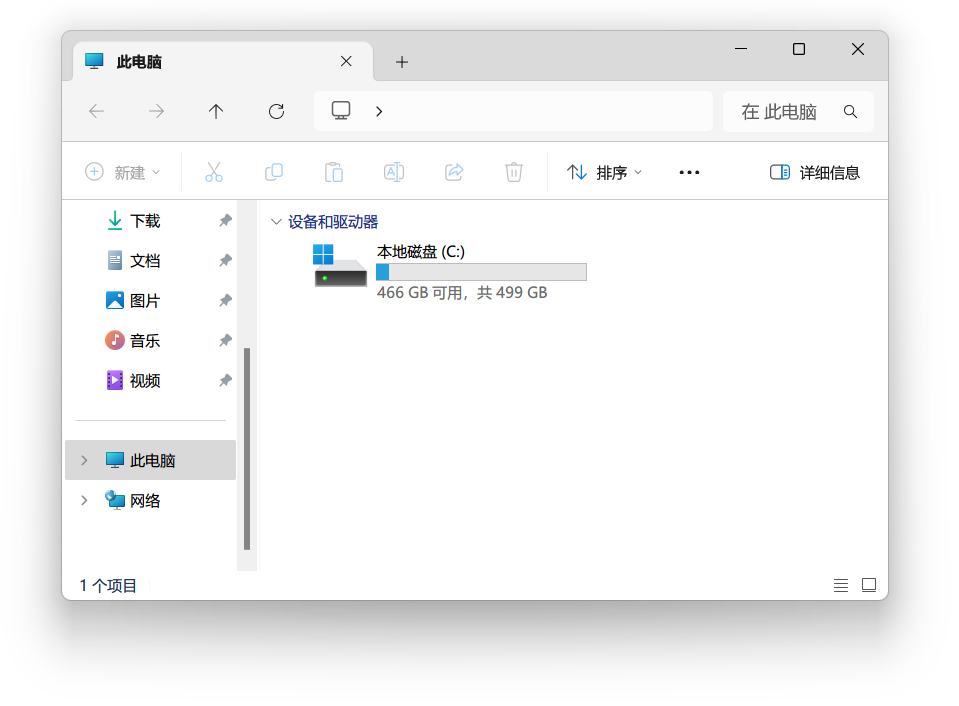 此电脑
在 此电脑
新建
排序
详细信息
下载
文档
图片
音乐
视频
此电脑
网络
设备和驱动器
本地磁盘 (C:)
466 GB 可用，共 499 GB
1 个项目